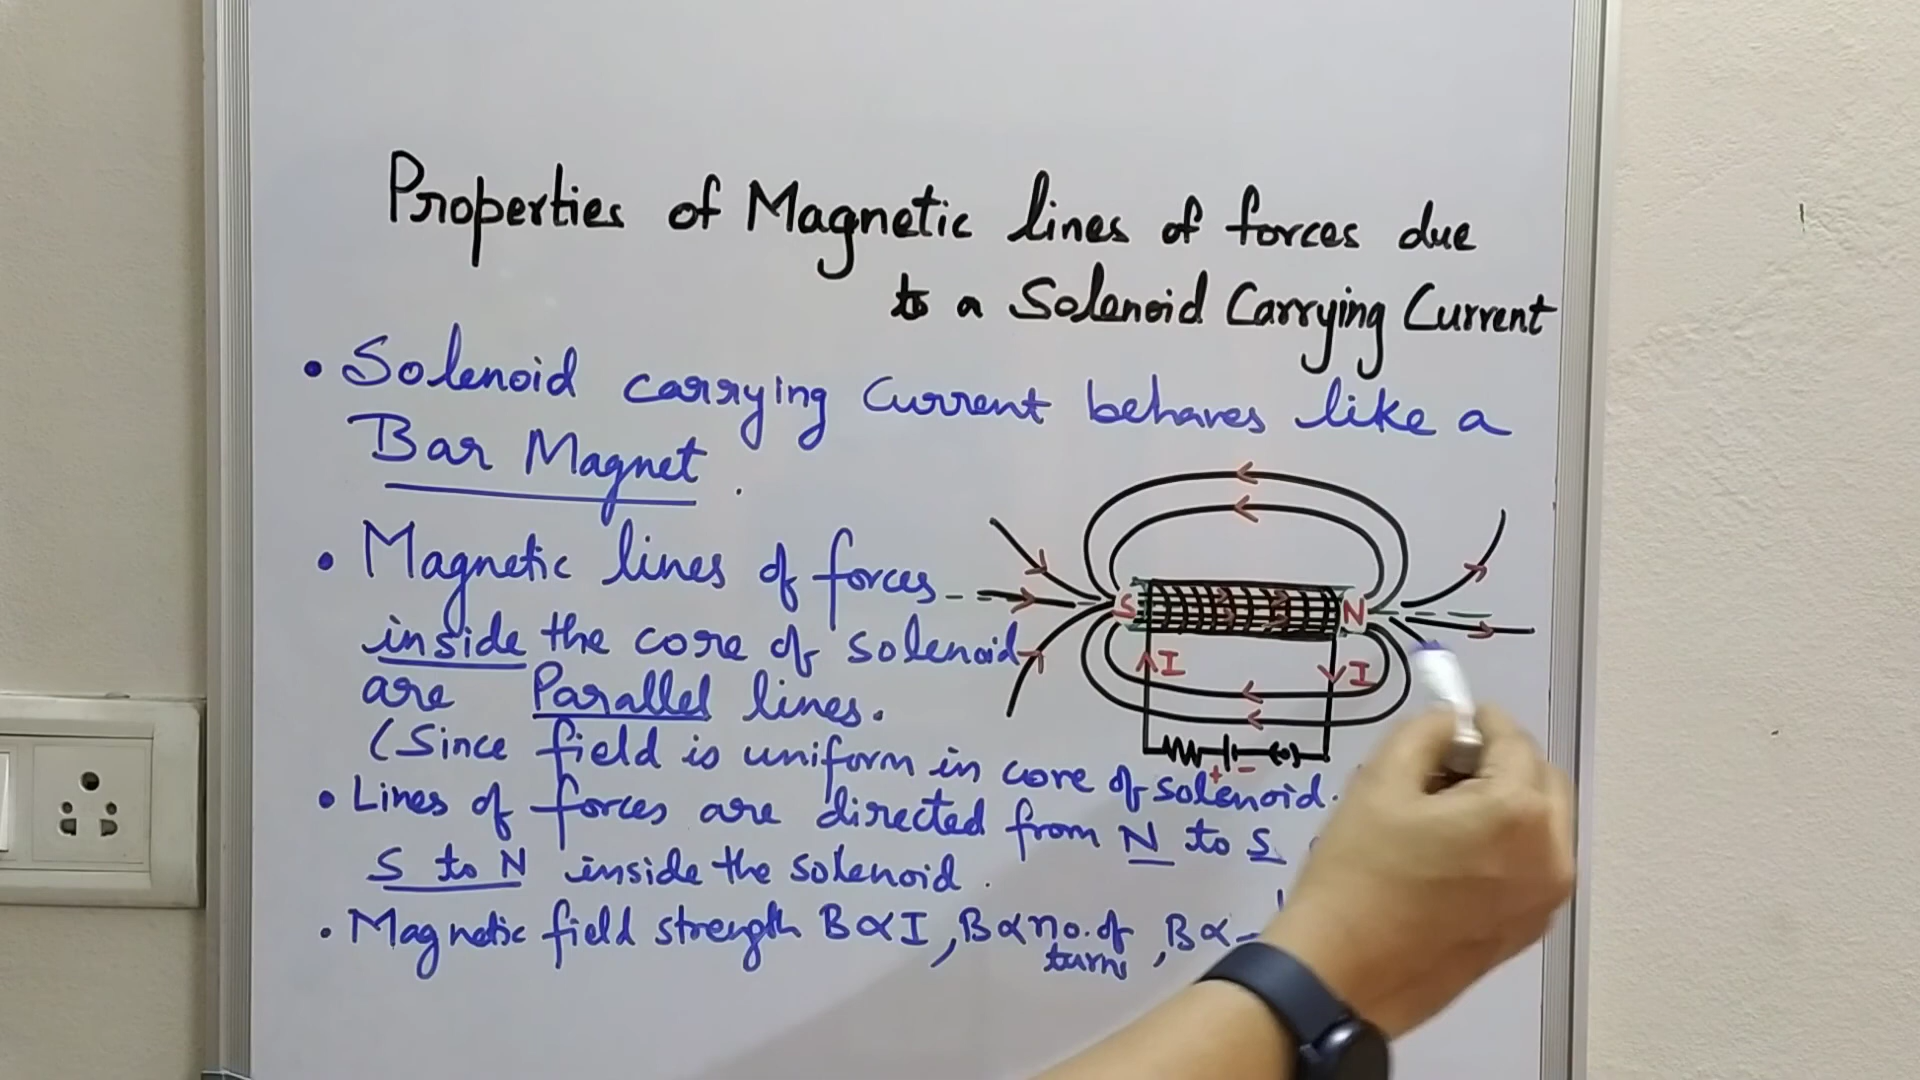 Properties of Magnetic lines of forces due
to a Solenoid Carrying Current
• Solenoid carrying Current behaves like a
Bar Magnet.
• Magnetic lines of forces
inside the core of solenoid
are Parallel lines.
(Since field is uniform in core of solenoid.
• Lines of forces are directed from N to S
S to N inside the solenoid.
• Magnetic field strength B∝I, B∝no. of turns, B∝
S
N
I
I
+ -